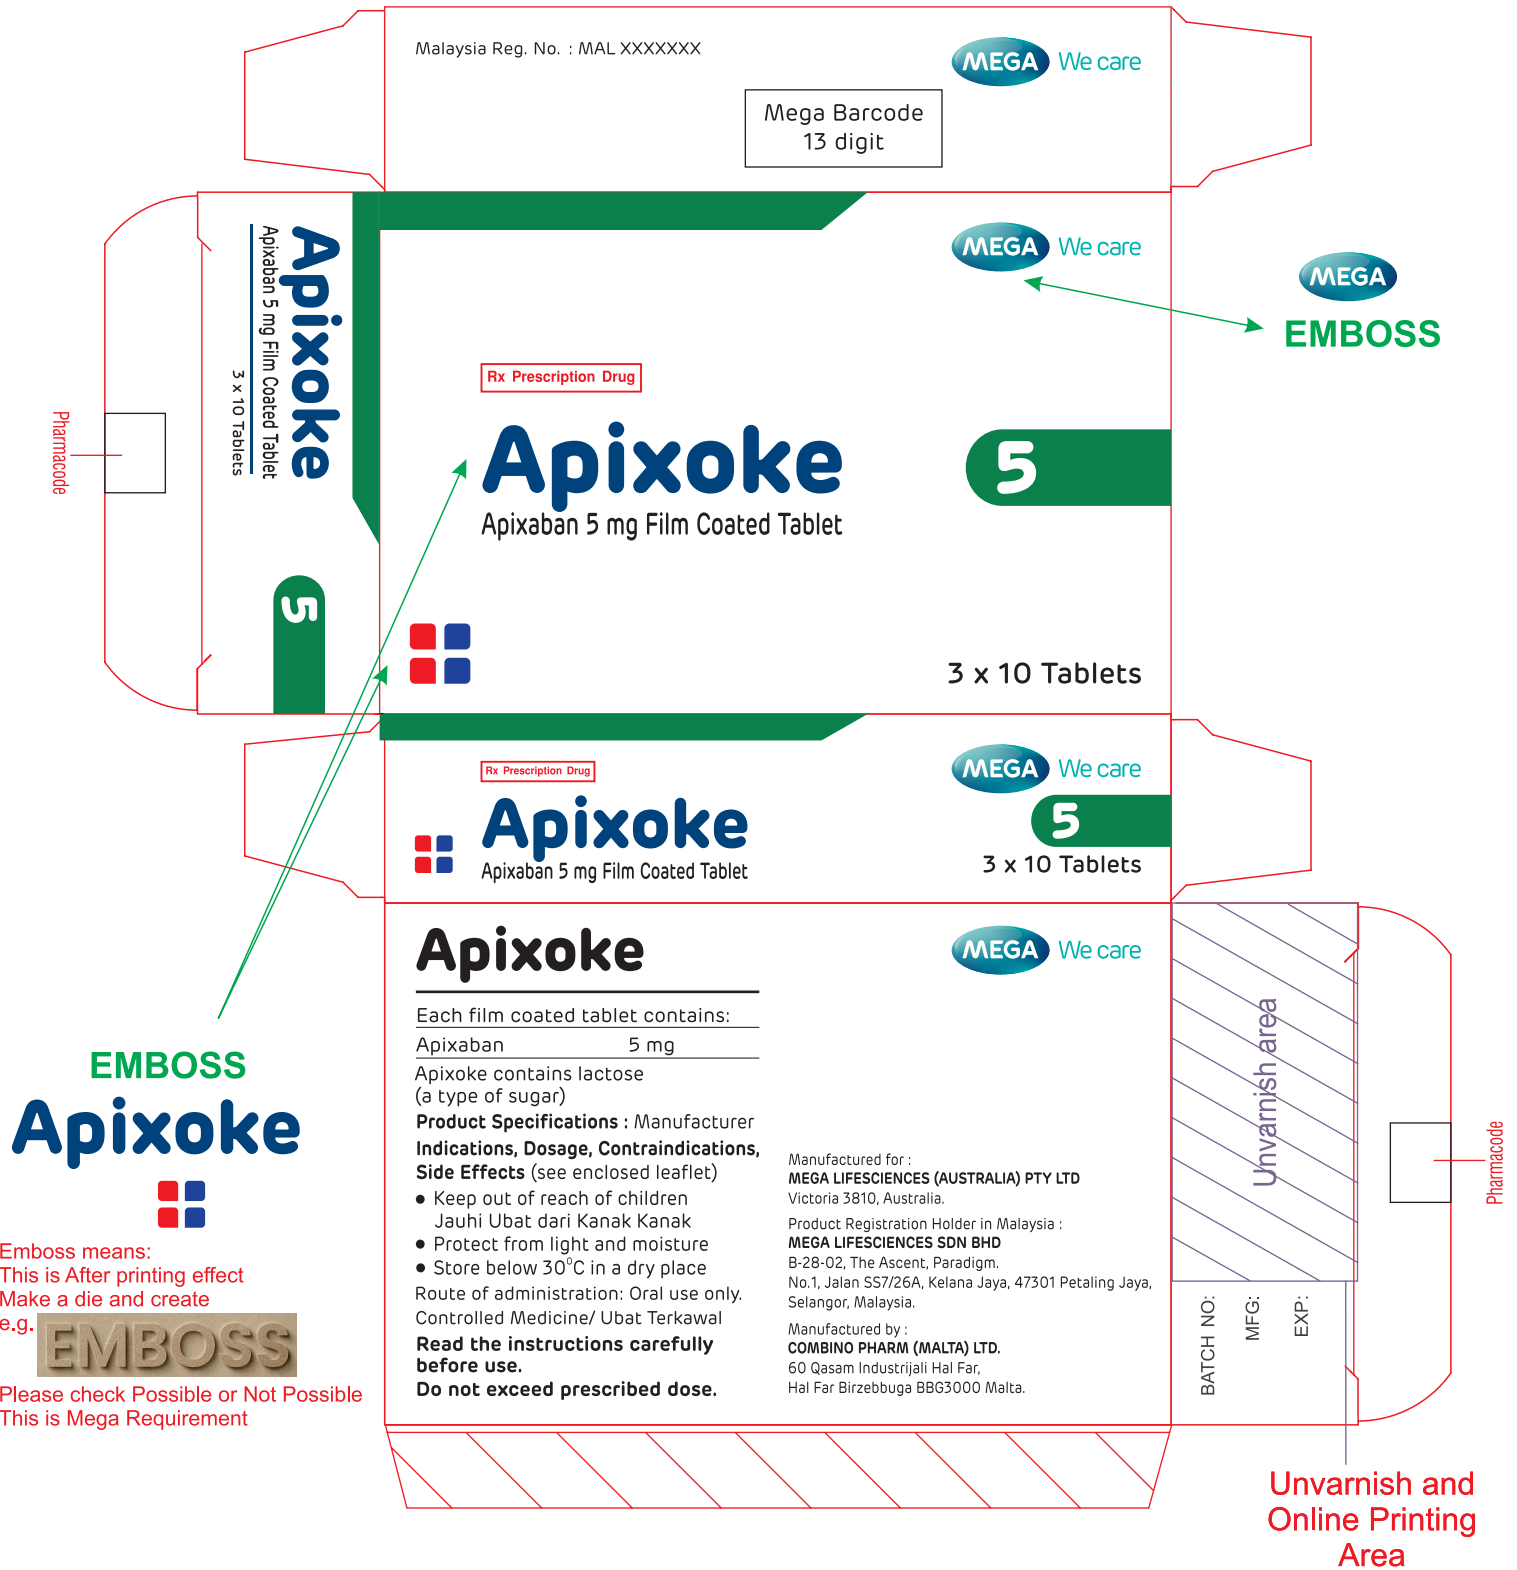 Malaysia Reg. No. : MAL XXXXXXX
MEGA We care
Mega Barcode
13 digit
Apixoke
Apixaban 5 mg Film Coated Tablet
3 x 10 Tablets
5
Pharmacode
MEGA We care
MEGA
EMBOSS
Rx Prescription Drug
Apixoke
Apixaban 5 mg Film Coated Tablet
5
3 x 10 Tablets
Rx Prescription Drug
Apixoke
Apixaban 5 mg Film Coated Tablet
MEGA We care
5
3 x 10 Tablets
EMBOSS
Apixoke
Emboss means:
This is After printing effect
Make a die and create
e.g.
EMBOSS
Please check Possible or Not Possible
This is Mega Requirement
Apixoke
Each film coated tablet contains:
Apixaban 5 mg
Apixoke contains lactose
(a type of sugar)
Product Specifications : Manufacturer
Indications, Dosage, Contraindications,
Side Effects (see enclosed leaflet)
● Keep out of reach of children
Jauhi Ubat dari Kanak Kanak
● Protect from light and moisture
● Store below 30⁰C in a dry place
Route of administration: Oral use only.
Controlled Medicine/ Ubat Terkawal
Read the instructions carefully
before use.
Do not exceed prescribed dose.
MEGA We care
Manufactured for :
MEGA LIFESCIENCES (AUSTRALIA) PTY LTD
Victoria 3810, Australia.
Product Registration Holder in Malaysia :
MEGA LIFESCIENCES SDN BHD
B-28-02, The Ascent, Paradigm.
No.1, Jalan SS7/26A, Kelana Jaya, 47301 Petaling Jaya,
Selangor, Malaysia.
Manufactured by :
COMBINO PHARM (MALTA) LTD.
60 Qasam Industrijali Hal Far,
Hal Far Birzebbuga BBG3000 Malta.
Unvarnish area
BATCH NO:
MFG:
EXP:
Pharmacode
Unvarnish and
Online Printing
Area